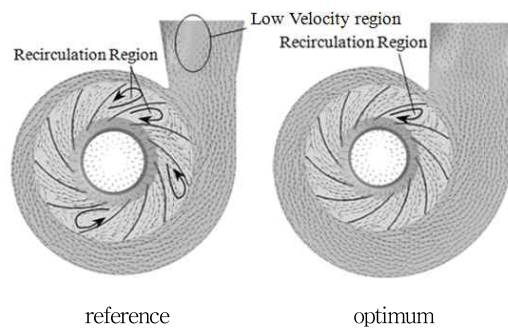 Low Velocity region
Recirculation Region
Recirculation Region
reference
optimum